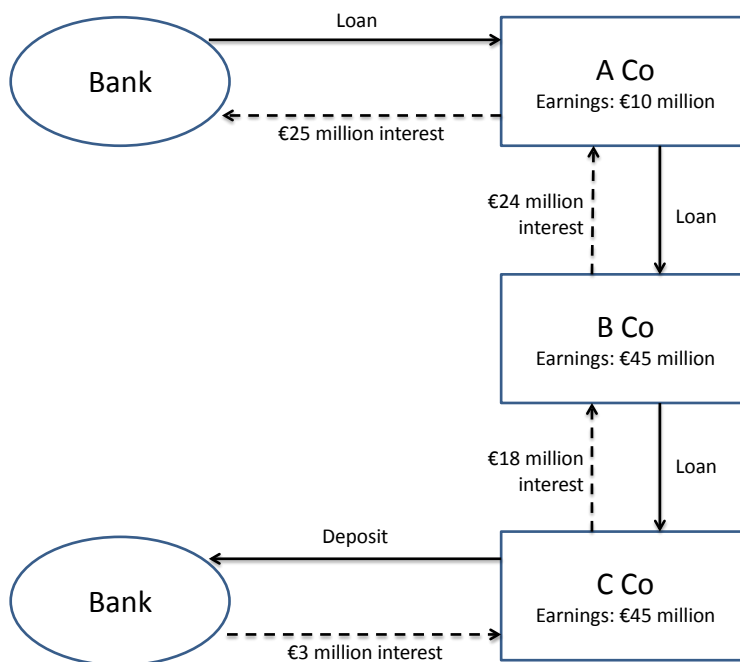 Loan
Bank
A Co
Earnings: €10 million
€25 million interest
€24 million
interest
Loan
B Co
Earnings: €45 million
€18 million
interest
Loan
Deposit
Bank
C Co
Earnings: €45 million
€3 million interest